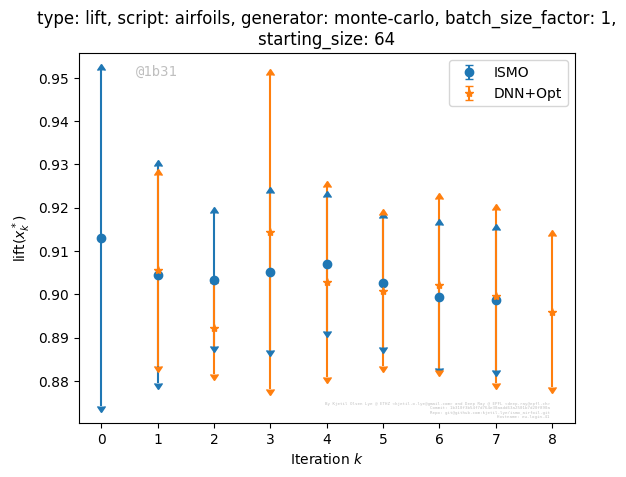 type: lift, script: airfoils, generator: monte-carlo, batch_size_factor: 1,
starting_size: 64
@1b31
ISMO
DNN+Opt
0.95
0.94
0.93
0.92
0.91
0.90
0.89
0.88
lift(x_k^*)
0 1 2 3 4 5 6 7 8
Iteration k